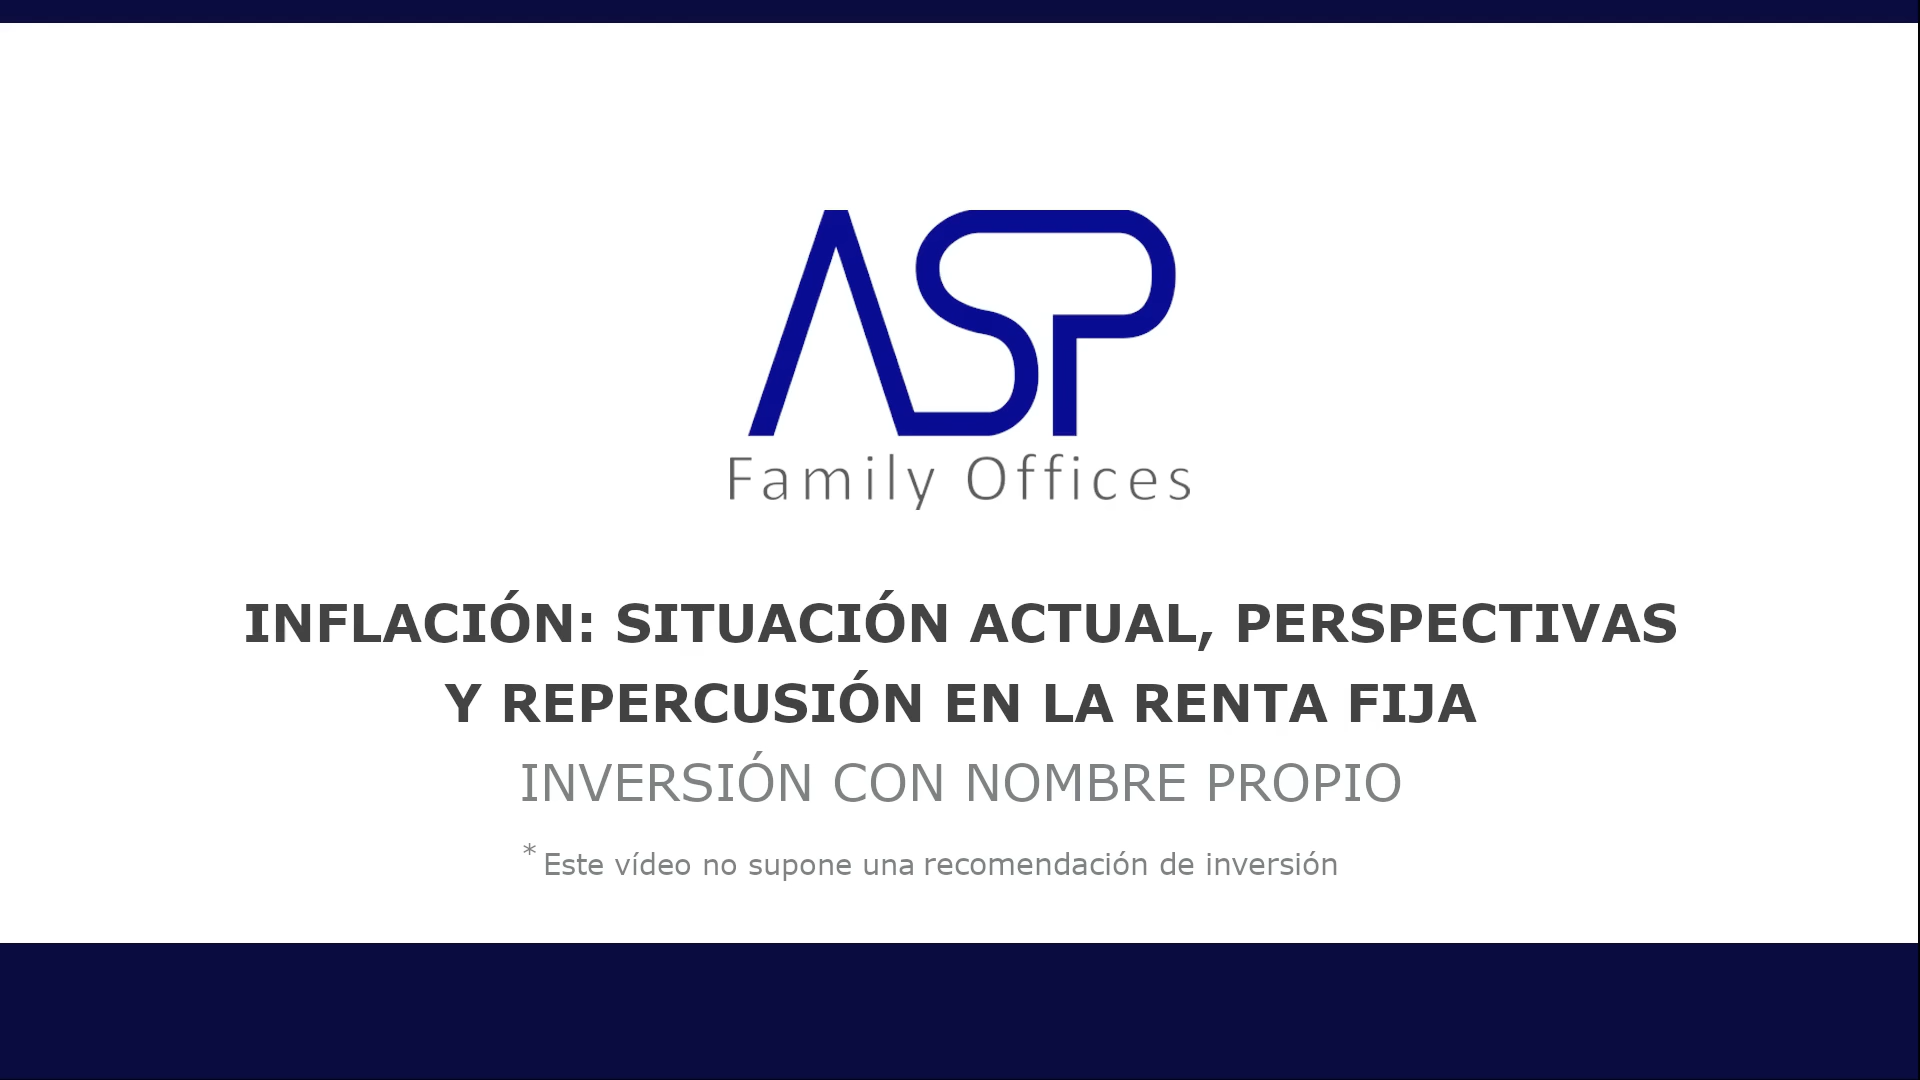 ASP
Family Offices
INFLACIÓN: SITUACIÓN ACTUAL, PERSPECTIVAS
Y REPERCUSIÓN EN LA RENTA FIJA
INVERSIÓN CON NOMBRE PROPIO
* Este vídeo no supone una recomendación de inversión